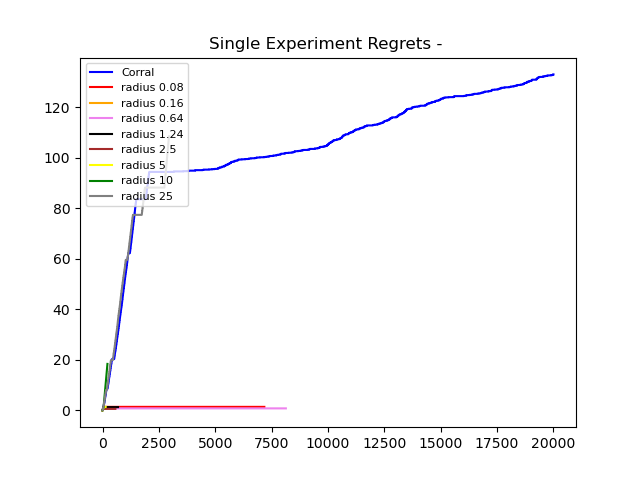 Single Experiment Regrets -
Corral
radius 0.08
radius 0.16
radius 0.64
radius 1.24
radius 2.5
radius 5
radius 10
radius 25
120
100
80
60
40
20
0
0 2500 5000 7500 10000 12500 15000 17500 20000